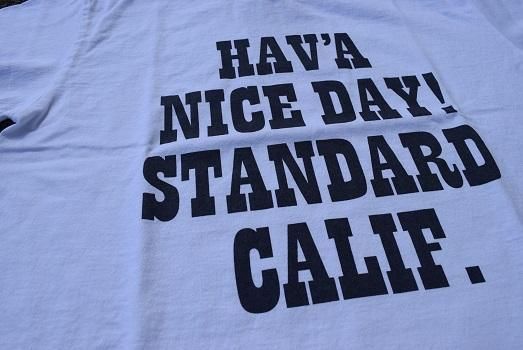 HAV'A
NICE DAY!
STANDARD
CALIF.